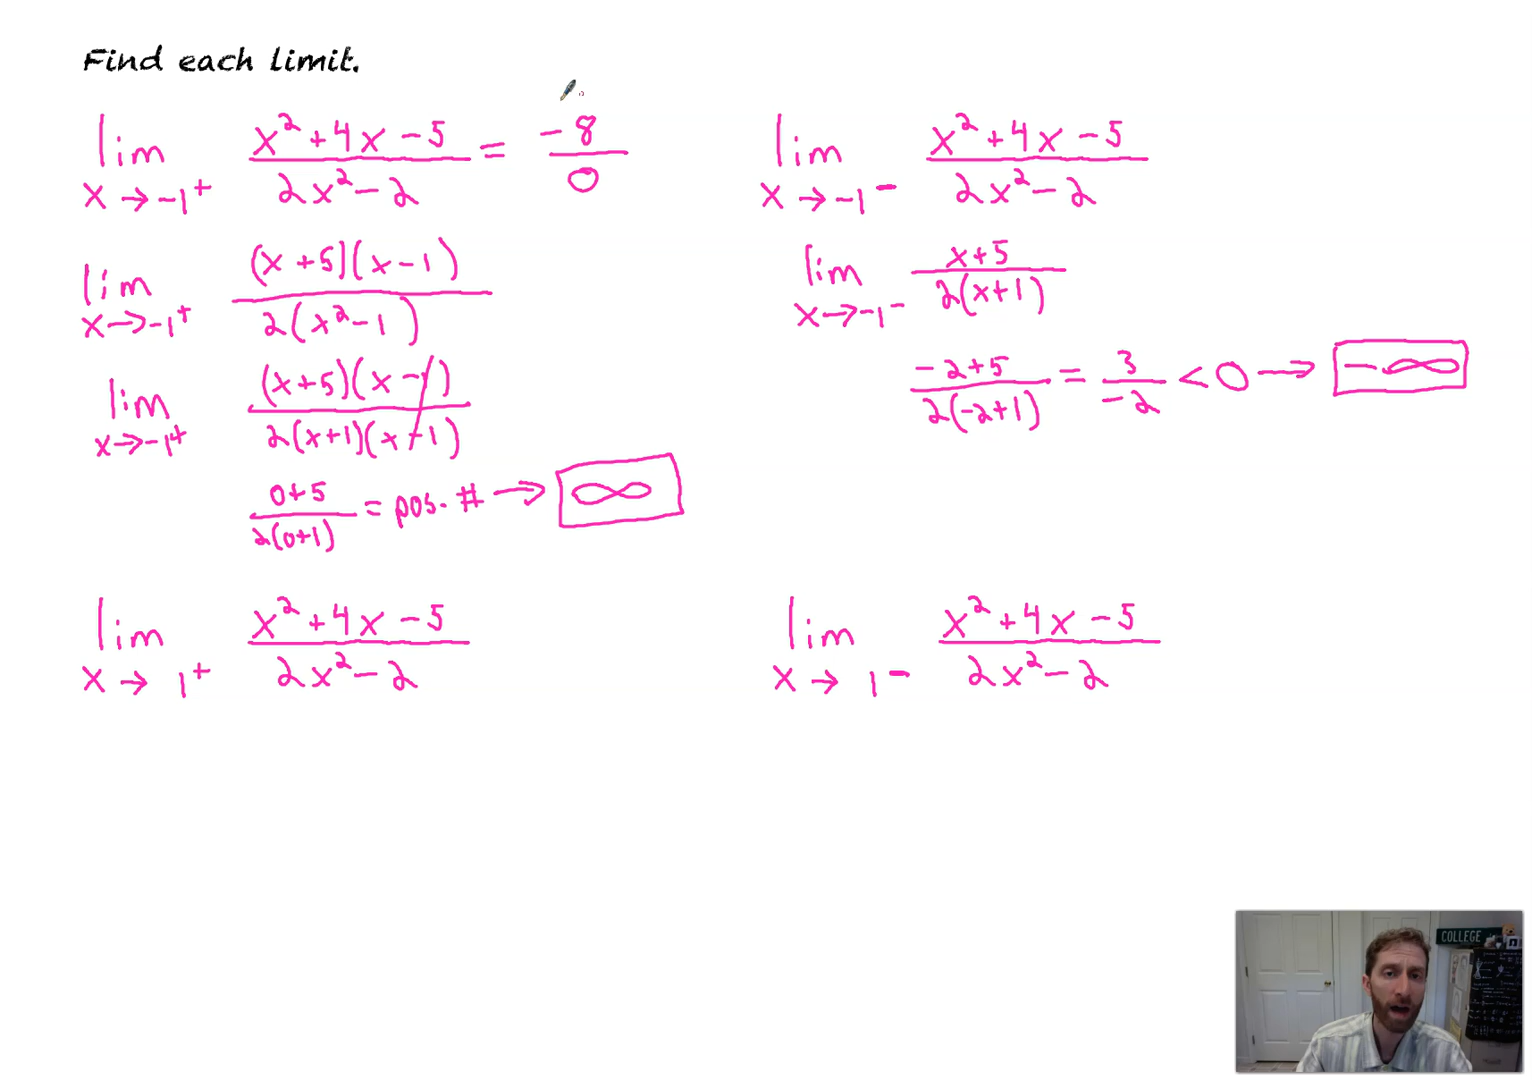 Find each limit.
lim x→-1⁺ (x² + 4x - 5)/(2x² - 2) = -8/0
lim x→-1⁺ (x + 5)(x - 1)/2(x² - 1)
lim x→-1⁺ (x+5)(x-1)/2(x+1)(x-1)
0+5/2(0+1) = pos. # → ∞
lim x→-1⁻ (x² + 4x - 5)/(2x² - 2)
lim x→-1⁻ x+5/2(x+1)
-2+5/2(-2+1) = 3/-2 < 0 → -∞
lim x→1⁺ (x² + 4x - 5)/(2x² - 2)
lim x→1⁻ (x² + 4x - 5)/(2x² - 2)
COLLEGE